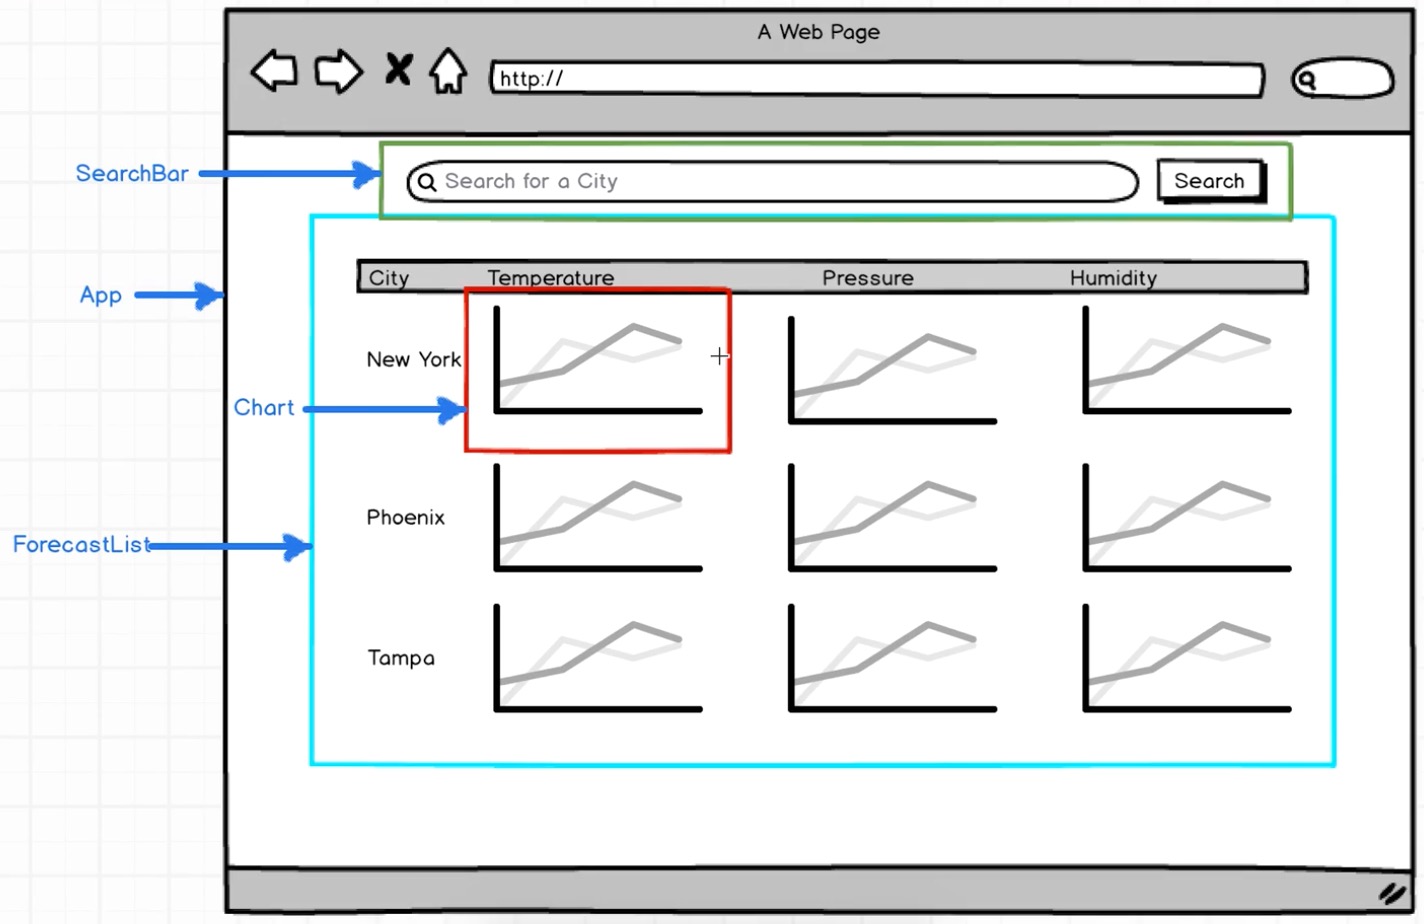 A Web Page
http://
SearchBar
Search for a City
Search
App
City Temperature Pressure Humidity
New York
Chart
Phoenix
ForecastList
Tampa